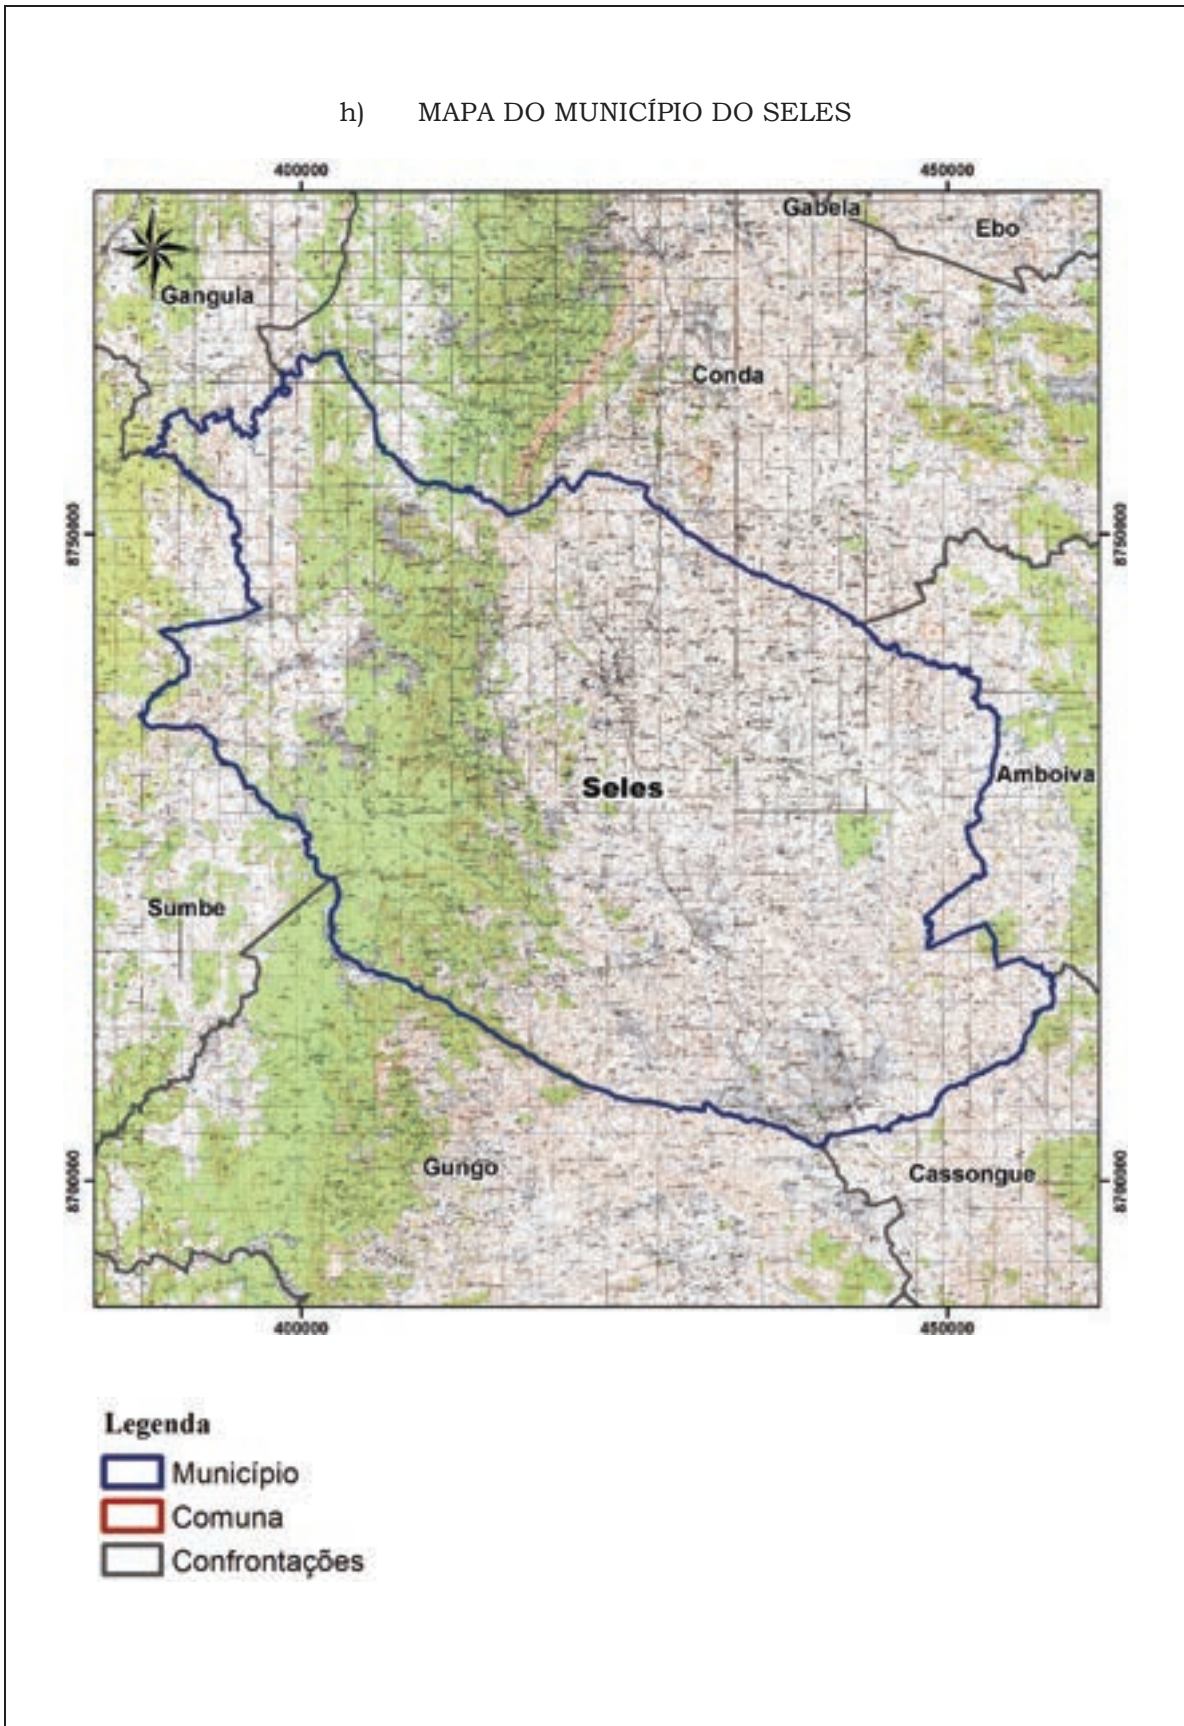 h) MAPA DO MUNICÍPIO DO SELES
400000 450000
Gabela
Ebo
Gangula
Conda
8750000 8750000
Seles
Amboiva
Sumbe
Gungo
Cassongue
8700000 8700000
400000 450000
Legenda
Município
Comuna
Confrontações